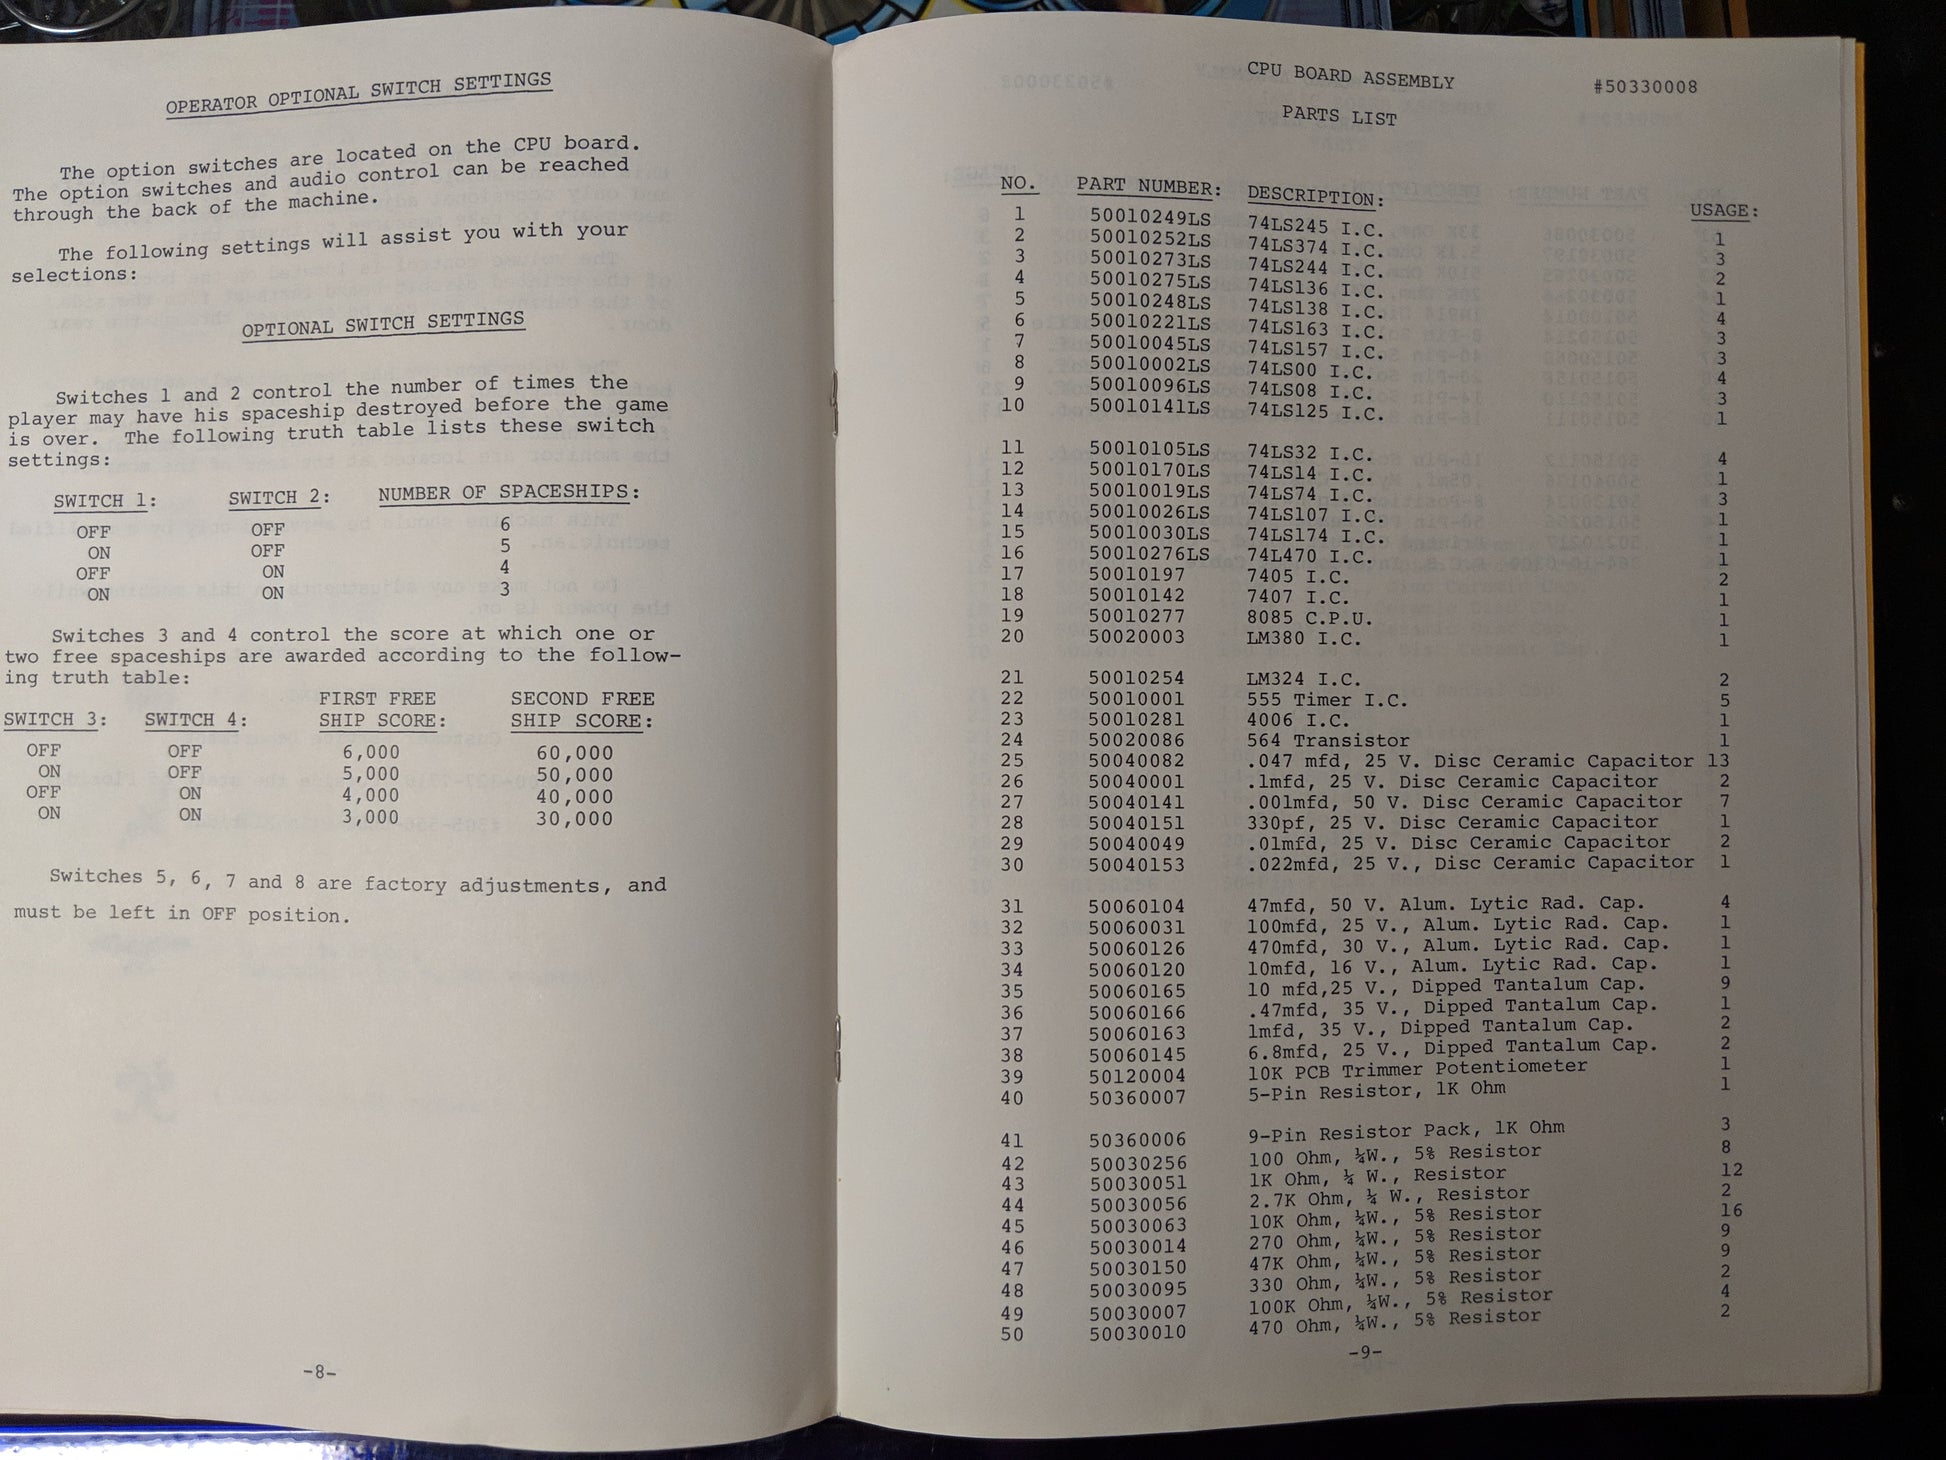 OPERATOR OPTIONAL SWITCH SETTINGS
The option switches are located on the CPU board.
The option switches and audio control can be reached
through the back of the machine.
The following settings will assist you with your
selections:
OPTIONAL SWITCH SETTINGS
Switches 1 and 2 control the number of times the
player may have his spaceship destroyed before the game
is over. The following truth table lists these switch
settings:
SWITCH 1: SWITCH 2: NUMBER OF SPACESHIPS:
OFF OFF 6
ON OFF 5
OFF ON 4
ON ON 3
Switches 3 and 4 control the score at which one or
two free spaceships are awarded according to the follow-
ing truth table:
FIRST FREE SECOND FREE
SWITCH 3: SWITCH 4: SHIP SCORE: SHIP SCORE:
OFF OFF 6,000 60,000
ON OFF 5,000 50,000
OFF ON 4,000 40,000
ON ON 3,000 30,000
Switches 5, 6, 7 and 8 are factory adjustments, and
must be left in OFF position.
-8-
CPU BOARD ASSEMBLY #50330008
PARTS LIST
NO. PART NUMBER: DESCRIPTION: USAGE:
1 50010249LS 74LS245 I.C. 1
2 50010252LS 74LS374 I.C. 3
3 50010273LS 74LS244 I.C. 2
4 50010275LS 74LS136 I.C. 1
5 50010248LS 74LS138 I.C. 4
6 50010221LS 74LS163 I.C. 3
7 50010045LS 74LS157 I.C. 3
8 50010002LS 74LS00 I.C. 4
9 50010096LS 74LS08 I.C. 3
10 50010141LS 74LS125 I.C. 1
11 50010105LS 74LS32 I.C. 4
12 50010170LS 74LS14 I.C. 1
13 50010019LS 74LS74 I.C. 3
14 50010026LS 74LS107 I.C. 1
15 50010030LS 74LS174 I.C. 1
16 50010276LS 74L470 I.C. 1
17 50010197 7405 I.C. 2
18 50010142 7407 I.C. 1
19 50010277 8085 C.P.U. 1
20 50020003 LM380 I.C. 1
21 50010254 LM324 I.C. 2
22 50010001 555 Timer I.C. 5
23 50010281 4006 I.C. 1
24 50020086 564 Transistor 1
25 50040082 .047 mfd, 25 V. Disc Ceramic Capacitor 13
26 50040001 .1mfd, 25 V. Disc Ceramic Capacitor 2
27 50040141 .001mfd, 50 V. Disc Ceramic Capacitor 7
28 50040151 330pf, 25 V. Disc Ceramic Capacitor 1
29 50040049 .01mfd, 25 V. Disc Ceramic Capacitor 2
30 50040153 .022mfd, 25 V., Disc Ceramic Capacitor 1
31 50060104 47mfd, 50 V. Alum. Lytic Rad. Cap. 4
32 50060031 100mfd, 25 V., Alum. Lytic Rad. Cap. 1
33 50060126 470mfd, 30 V., Alum. Lytic Rad. Cap. 1
34 50060120 10mfd, 16 V., Alum. Lytic Rad. Cap. 1
35 50060165 10 mfd,25 V., Dipped Tantalum Cap. 9
36 50060166 .47mfd, 35 V., Dipped Tantalum Cap. 1
37 50060163 1mfd, 35 V., Dipped Tantalum Cap. 2
38 50060145 6.8mfd, 25 V., Dipped Tantalum Cap. 2
39 50120004 10K PCB Trimmer Potentiometer 1
40 50360007 5-Pin Resistor, 1K Ohm 1
41 50360006 9-Pin Resistor Pack, 1K Ohm 3
42 50030256 100 Ohm, ¼W., 5% Resistor 8
43 50030051 1K Ohm, ¼ W., Resistor 12
44 50030056 2.7K Ohm, ¼ W., Resistor 2
45 50030063 10K Ohm, ¼W., 5% Resistor 16
46 50030014 270 Ohm, ¼W., 5% Resistor 9
47 50030150 47K Ohm, ¼W., 5% Resistor 9
48 50030095 330 Ohm, ¼W., 5% Resistor 2
49 50030007 100K Ohm, ¼W., 5% Resistor 4
50 50030010 470 Ohm, ¼W., 5% Resistor 2
-9-